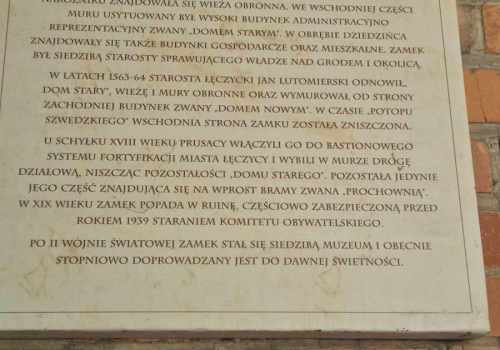 NAROŻNIKU ZNAJDOWAŁA SIĘ WIEŻA OBRONNA. WE WSCHODNIEJ CZĘŚCI
MURU USYTUOWANY BYŁ WYSOKI BUDYNEK ADMINISTRACYJNO
REPREZENTACYJNY ZWANY „DOMEM STARYM". W OBRĘBIE DZIEDZIŃCA
ZNAJDOWAŁY SIĘ TAKŻE BUDYNKI GOSPODARCZE ORAZ MIESZKALNE. ZAMEK
BYŁ SIEDZIBĄ STAROSTY SPRAWUJĄCEGO WŁADZE NAD GRODEM I OKOLICĄ.
W LATACH 1563-64 STAROSTA ŁĘCZYCKI JAN LUTOMIERSKI ODNOWIŁ „
DOM STARY", WIEŻĘ I MURY OBRONNE ORAZ WYMUROWAŁ OD STRONY
ZACHODNIEJ BUDYNEK ZWANY „DOMEM NOWYM". W CZASIE „POTOPU
SZWEDZKIEGO" WSCHODNIA STRONA ZAMKU ZOSTAŁA ZNISZCZONA.
U SCHYŁKU XVIII WIEKU PRUSACY WŁĄCZYLI GO DO BASTIONOWEGO
SYSTEMU FORTYFIKACJI MIASTA ŁĘCZYCY I WYBILI W MURZE DROGĘ
DZIAŁOWĄ, NISZCZĄC POZOSTAŁOŚCI „DOMU STAREGO". POZOSTAŁA JEDYNIE
JEGO CZĘŚĆ ZNAJDUJĄCA SIĘ NA WPROST BRAMY ZWANA „PROCHOWNIĄ".
W XIX WIEKU ZAMEK POPADA W RUINĘ, CZĘŚCIOWO ZABEZPIECZONĄ PRZED
ROKIEM 1939 STARANIEM KOMITETU OBYWATELSKIEGO.
PO II WOJNIE ŚWIATOWEJ ZAMEK STAŁ SIĘ SIEDZIBĄ MUZEUM I OBECNIE
STOPNIOWO DOPROWADZANY JEST DO DAWNEJ ŚWIETNOŚCI.